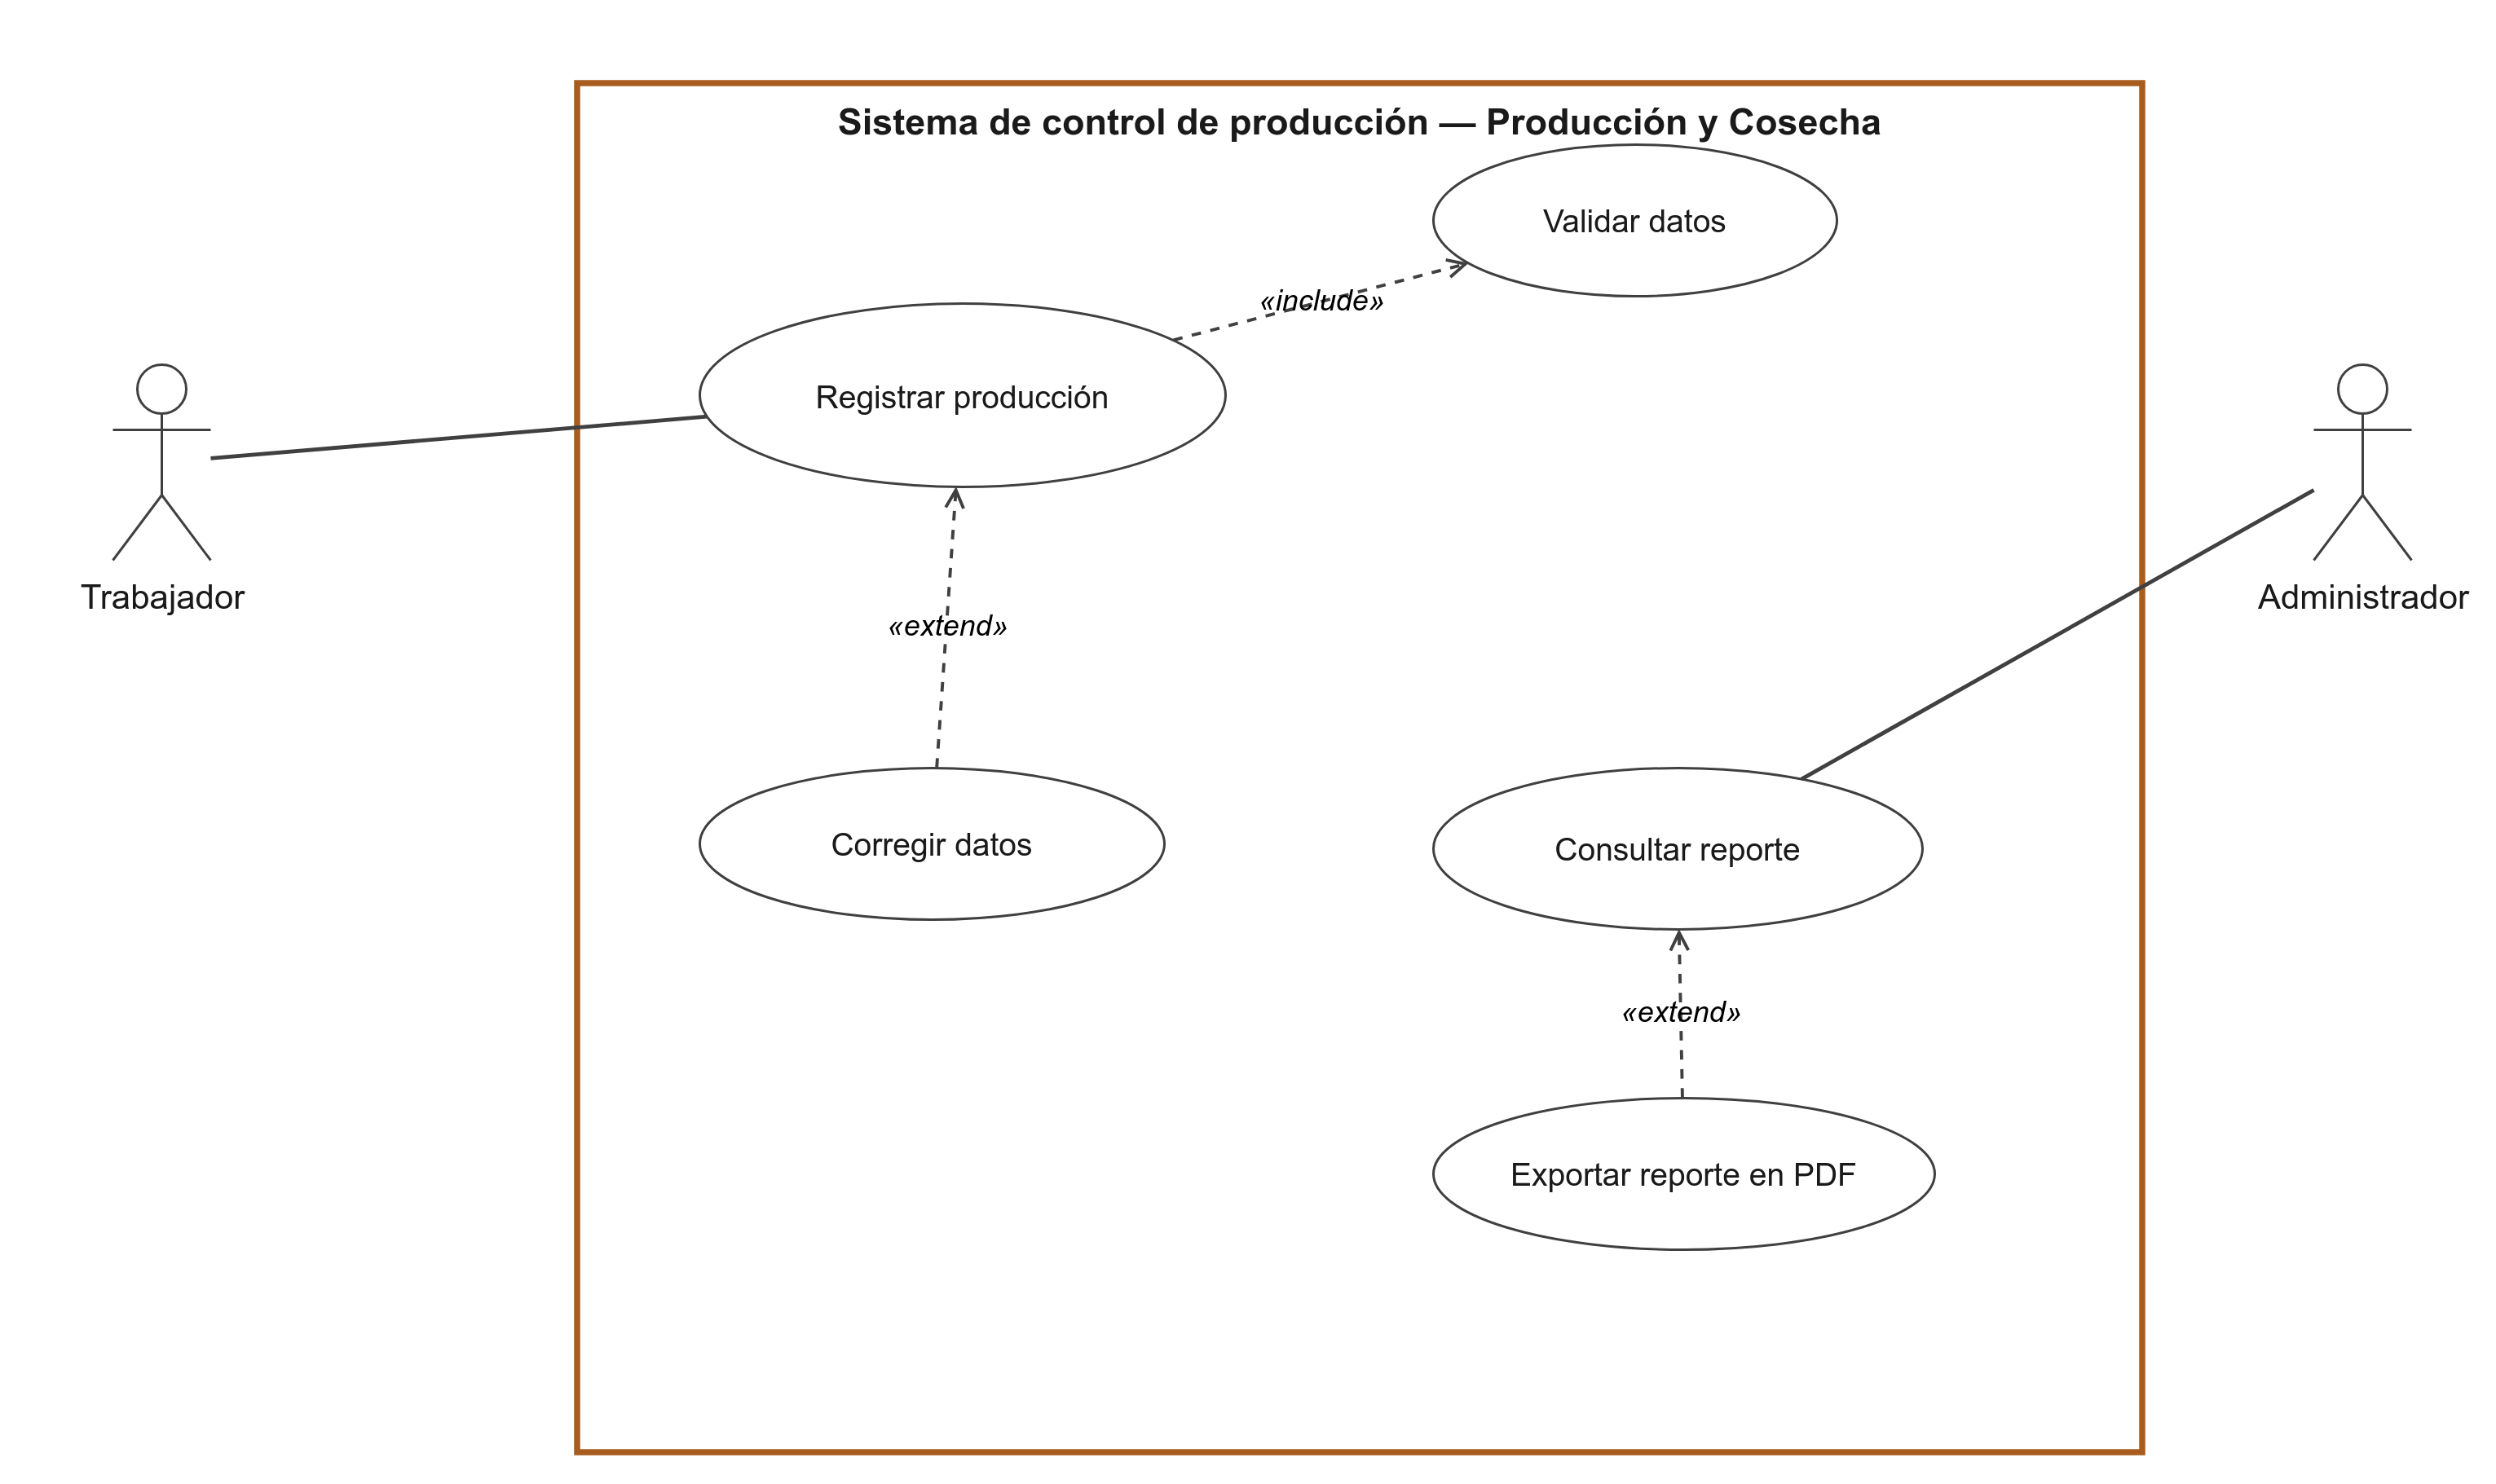 Sistema de control de producción — Producción y Cosecha
Validar datos
«include»
Registrar producción
Trabajador
Administrador
«extend»
Corregir datos
Consultar reporte
«extend»
Exportar reporte en PDF